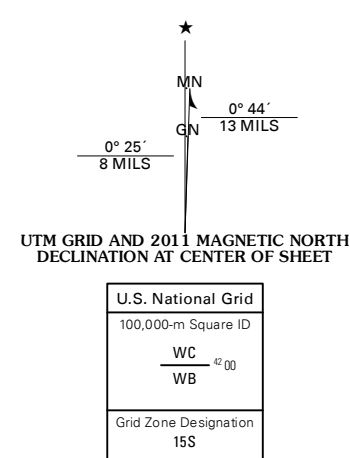 ★
MN
0° 44´
13 MILS
GN
0° 25´
8 MILS
UTM GRID AND 2011 MAGNETIC NORTH
DECLINATION AT CENTER OF SHEET
U.S. National Grid
100,000-m Square ID
WC
42 00
WB
Grid Zone Designation
15S